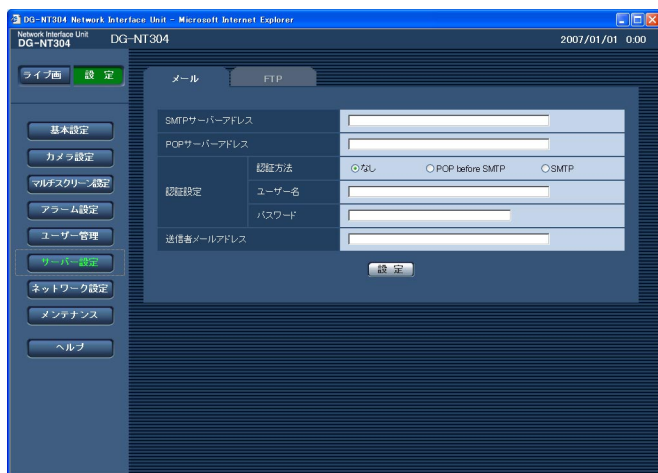 DG-NT304 Network Interface Unit - Microsoft Internet Explorer
Network Interface Unit
DG-NT304
DG-NT304
2007/01/01 0:00
ライブ画 設 定
メール FTP
SMTPサーバーアドレス
POPサーバーアドレス
認証設定
認証方法 なし POP before SMTP SMTP
ユーザー名
パスワード
送信者メールアドレス
設 定
基本設定
カメラ設定
マルチスクリーン設定
アラーム設定
ユーザー管理
サーバー設定
ネットワーク設定
メンテナンス
ヘルプ